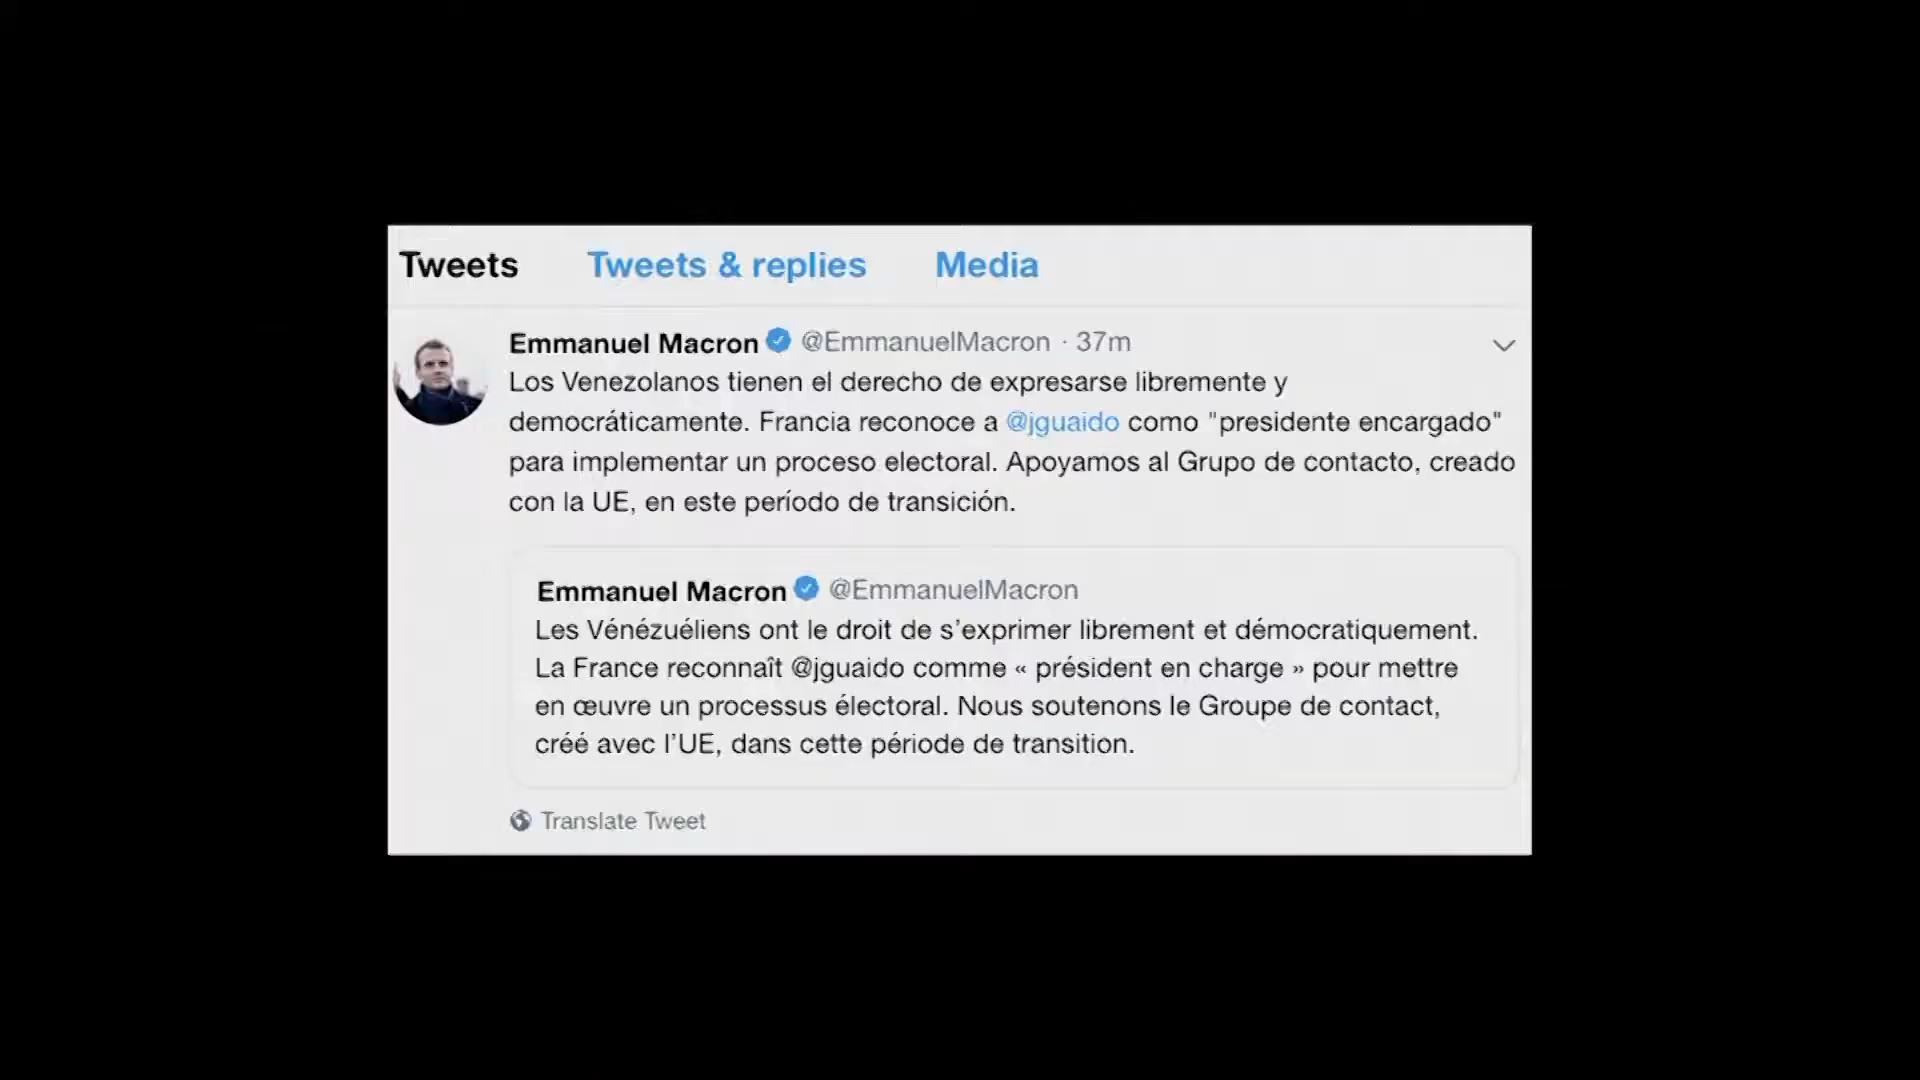 Tweets Tweets & replies Media
Emmanuel Macron @EmmanuelMacron · 37m
Los Venezolanos tienen el derecho de expresarse libremente y
democráticamente. Francia reconoce a @jguaido como "presidente encargado"
para implementar un proceso electoral. Apoyamos al Grupo de contacto, creado
con la UE, en este período de transición.
Emmanuel Macron @EmmanuelMacron
Les Vénézuéliens ont le droit de s’exprimer librement et démocratiquement.
La France reconnaît @jguaido comme « président en charge » pour mettre
en œuvre un processus électoral. Nous soutenons le Groupe de contact,
créé avec l’UE, dans cette période de transition.
Translate Tweet